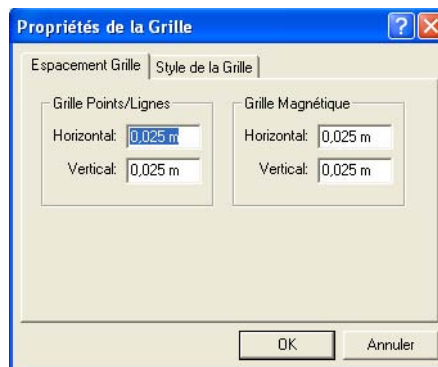 Propriétés de la Grille
Espacement Grille Style de la Grille
Grille Points/Lignes Grille Magnétique
Horizontal: 0,025 m Horizontal: 0,025 m
Vertical: 0,025 m Vertical: 0,025 m
OK Annuler